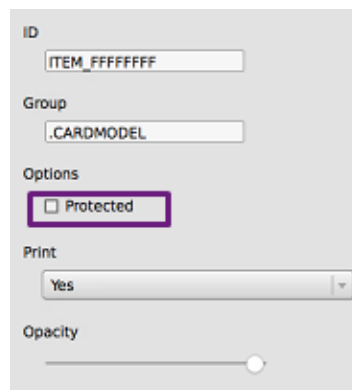 ID
ITEM_FFFFFFFF
Group
.CARDMODEL
Options
Protected
Print
Yes
Opacity